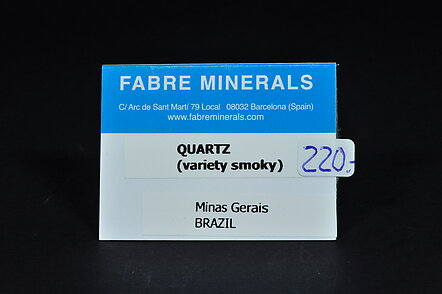 FABRE MINERALS
C/ Arc de Sant Martí 79 Local 08032 Barcelona (Spain)
www.fabreminerals.com
QUARTZ
(variety smoky) 220.-
Minas Gerais
BRAZIL